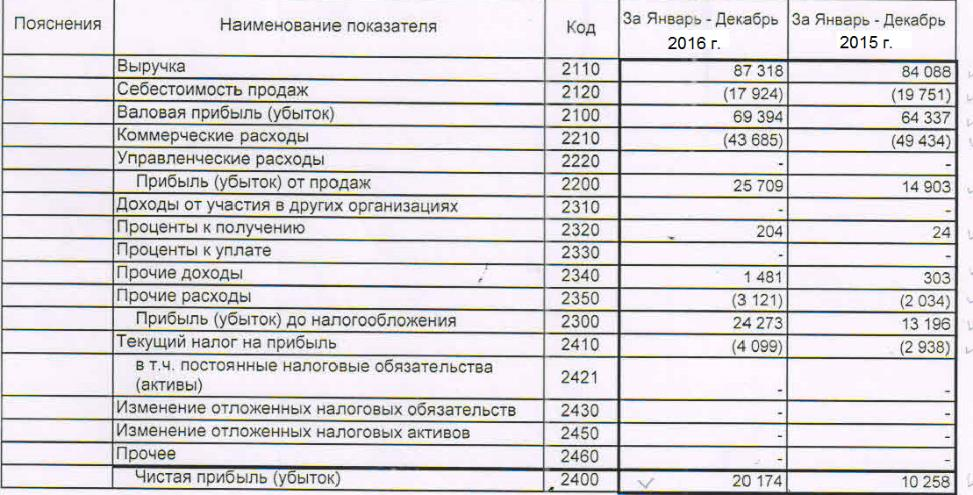 Пояснения Наименование показателя Код За Январь - Декабрь 2016 г. За Январь - Декабрь 2015 г.
Выручка 2110 87 318 84 088
Себестоимость продаж 2120 (17 924) (19 751)
Валовая прибыль (убыток) 2100 69 394 64 337
Коммерческие расходы 2210 (43 685) (49 434)
Управленческие расходы 2220 - -
Прибыль (убыток) от продаж 2200 25 709 14 903
Доходы от участия в других организациях 2310 - -
Проценты к получению 2320 204 24
Проценты к уплате 2330 - -
Прочие доходы 2340 1 481 303
Прочие расходы 2350 (3 121) (2 034)
Прибыль (убыток) до налогообложения 2300 24 273 13 196
Текущий налог на прибыль 2410 (4 099) (2 938)
в т.ч. постоянные налоговые обязательства
(активы) 2421 - -
Изменение отложенных налоговых обязательств 2430 - -
Изменение отложенных налоговых активов 2450 - -
Прочее 2460 - -
Чистая прибыль (убыток) 2400 20 174 10 258